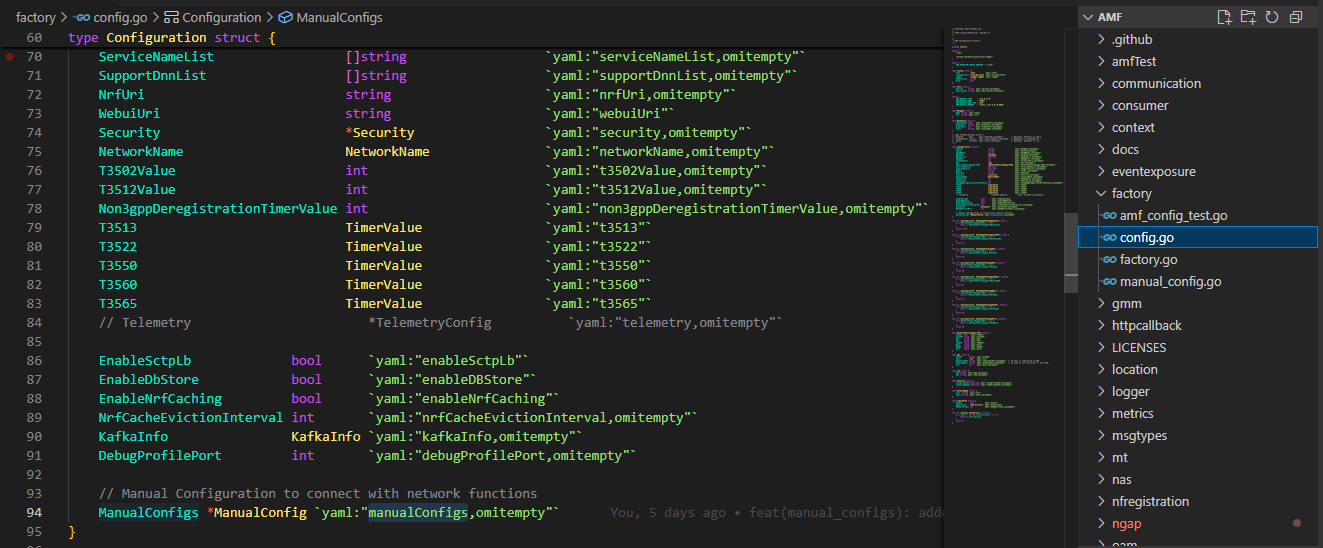 factory > config.go > Configuration > ManualConfigs
60 type Configuration struct {
70 ServiceNameList []string `yaml:"serviceNameList,omitempty"`
71 SupportDnnList []string `yaml:"supportDnnList,omitempty"`
72 NrfUri string `yaml:"nrfUri,omitempty"`
73 WebuiUri string `yaml:"webuiUri"`
74 Security *Security `yaml:"security,omitempty"`
75 NetworkName NetworkName `yaml:"networkName,omitempty"`
76 T3502Value int `yaml:"t3502Value,omitempty"`
77 T3512Value int `yaml:"t3512Value,omitempty"`
78 Non3gppDeregistrationTimerValue int `yaml:"non3gppDeregistrationTimerValue,omitempty"`
79 T3513 TimerValue `yaml:"t3513"`
80 T3522 TimerValue `yaml:"t3522"`
81 T3550 TimerValue `yaml:"t3550"`
82 T3560 TimerValue `yaml:"t3560"`
83 T3565 TimerValue `yaml:"t3565"`
84 // Telemetry *TelemetryConfig `yaml:"telemetry,omitempty"`
85
86 EnableSctpLb bool `yaml:"enableSctpLb"`
87 EnableDbStore bool `yaml:"enableDBStore"`
88 EnableNrfCaching bool `yaml:"enableNrfCaching"`
89 NrfCacheEvictionInterval int `yaml:"nrfCacheEvictionInterval,omitempty"`
90 KafkaInfo KafkaInfo `yaml:"kafkaInfo,omitempty"`
91 DebugProfilePort int `yaml:"debugProfilePort,omitempty"`
92
93 // Manual Configuration to connect with network functions
94 ManualConfigs *ManualConfig `yaml:"manualConfigs,omitempty"` You, 5 days ago • feat(manual_configs): adde
95 }
AMF
.github
amfTest
communication
consumer
context
docs
eventexposure
factory
amf_config_test.go
config.go
factory.go
manual_config.go
gmm
httpcallback
LICENSES
location
logger
metrics
msgtypes
mt
nas
nfregistration
ngap
oam